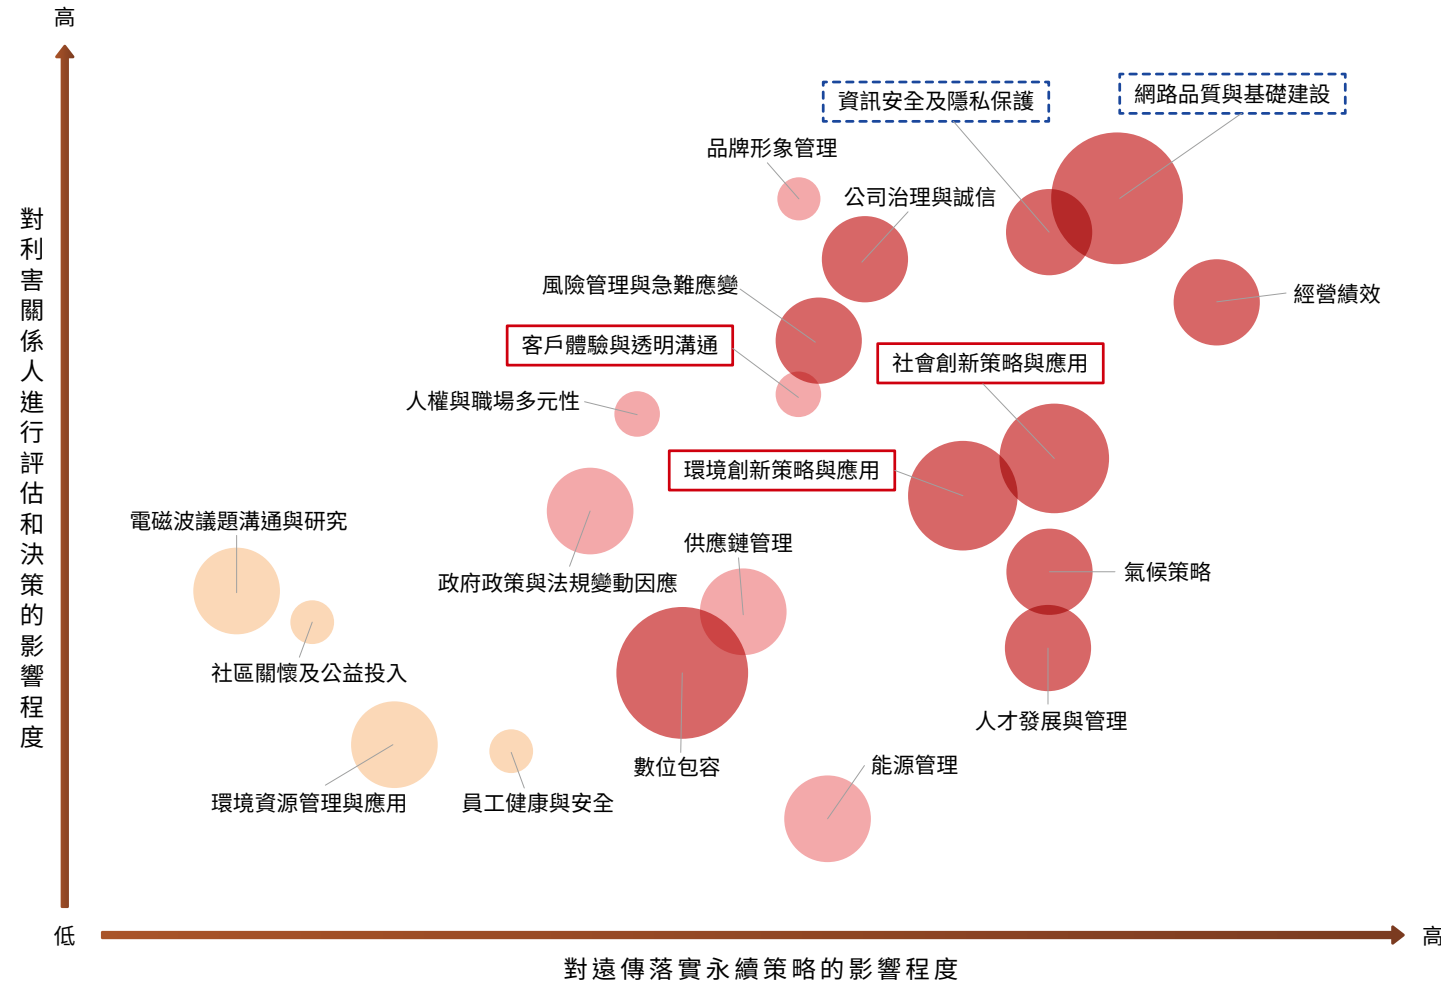 高
資訊安全及隱私保護
網路品質與基礎建設
品牌形象管理
公司治理與誠信
對利害關係人進行評估和決策的影響程度
風險管理與急難應變
經營績效
客戶體驗與透明溝通
社會創新策略與應用
人權與職場多元性
環境創新策略與應用
電磁波議題溝通與研究
供應鏈管理
政府政策與法規變動因應
氣候策略
社區關懷及公益投入
人才發展與管理
數位包容
能源管理
環境資源管理與應用
員工健康與安全
低
高
對遠傳落實永續策略的影響程度